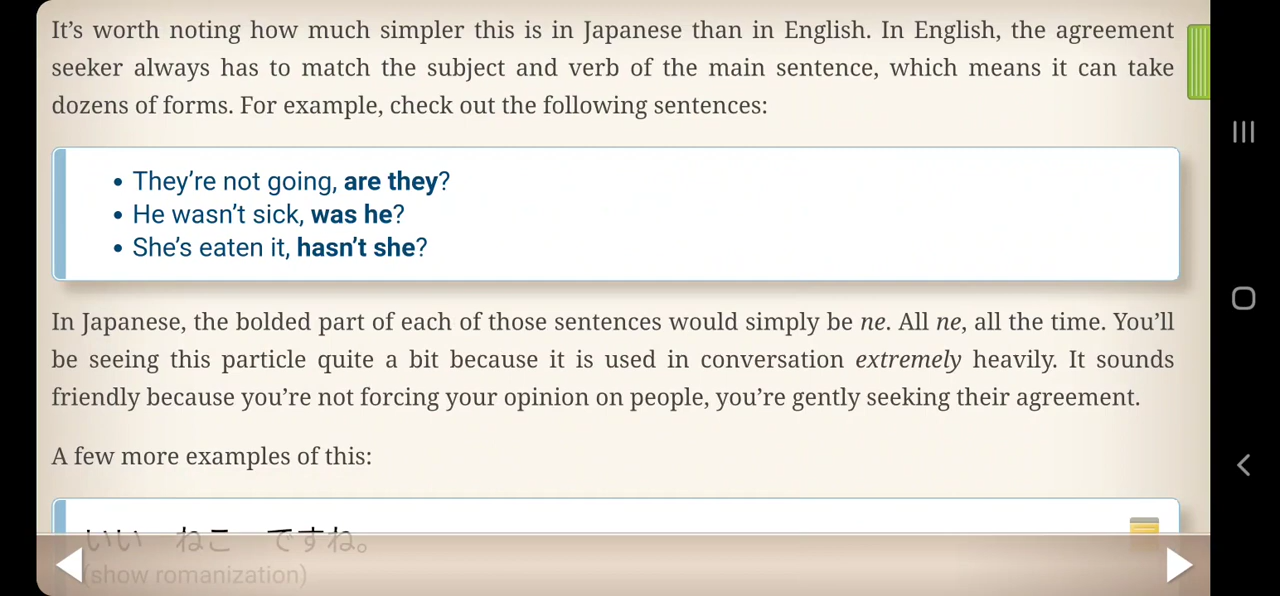 It’s worth noting how much simpler this is in Japanese than in English. In English, the agreement
seeker always has to match the subject and verb of the main sentence, which means it can take
dozens of forms. For example, check out the following sentences:
• They’re not going, are they?
• He wasn’t sick, was he?
• She’s eaten it, hasn’t she?
In Japanese, the bolded part of each of those sentences would simply be ne. All ne, all the time. You’ll
be seeing this particle quite a bit because it is used in conversation extremely heavily. It sounds
friendly because you’re not forcing your opinion on people, you’re gently seeking their agreement.
A few more examples of this:
いい ねこ ですね。
(show romanization)